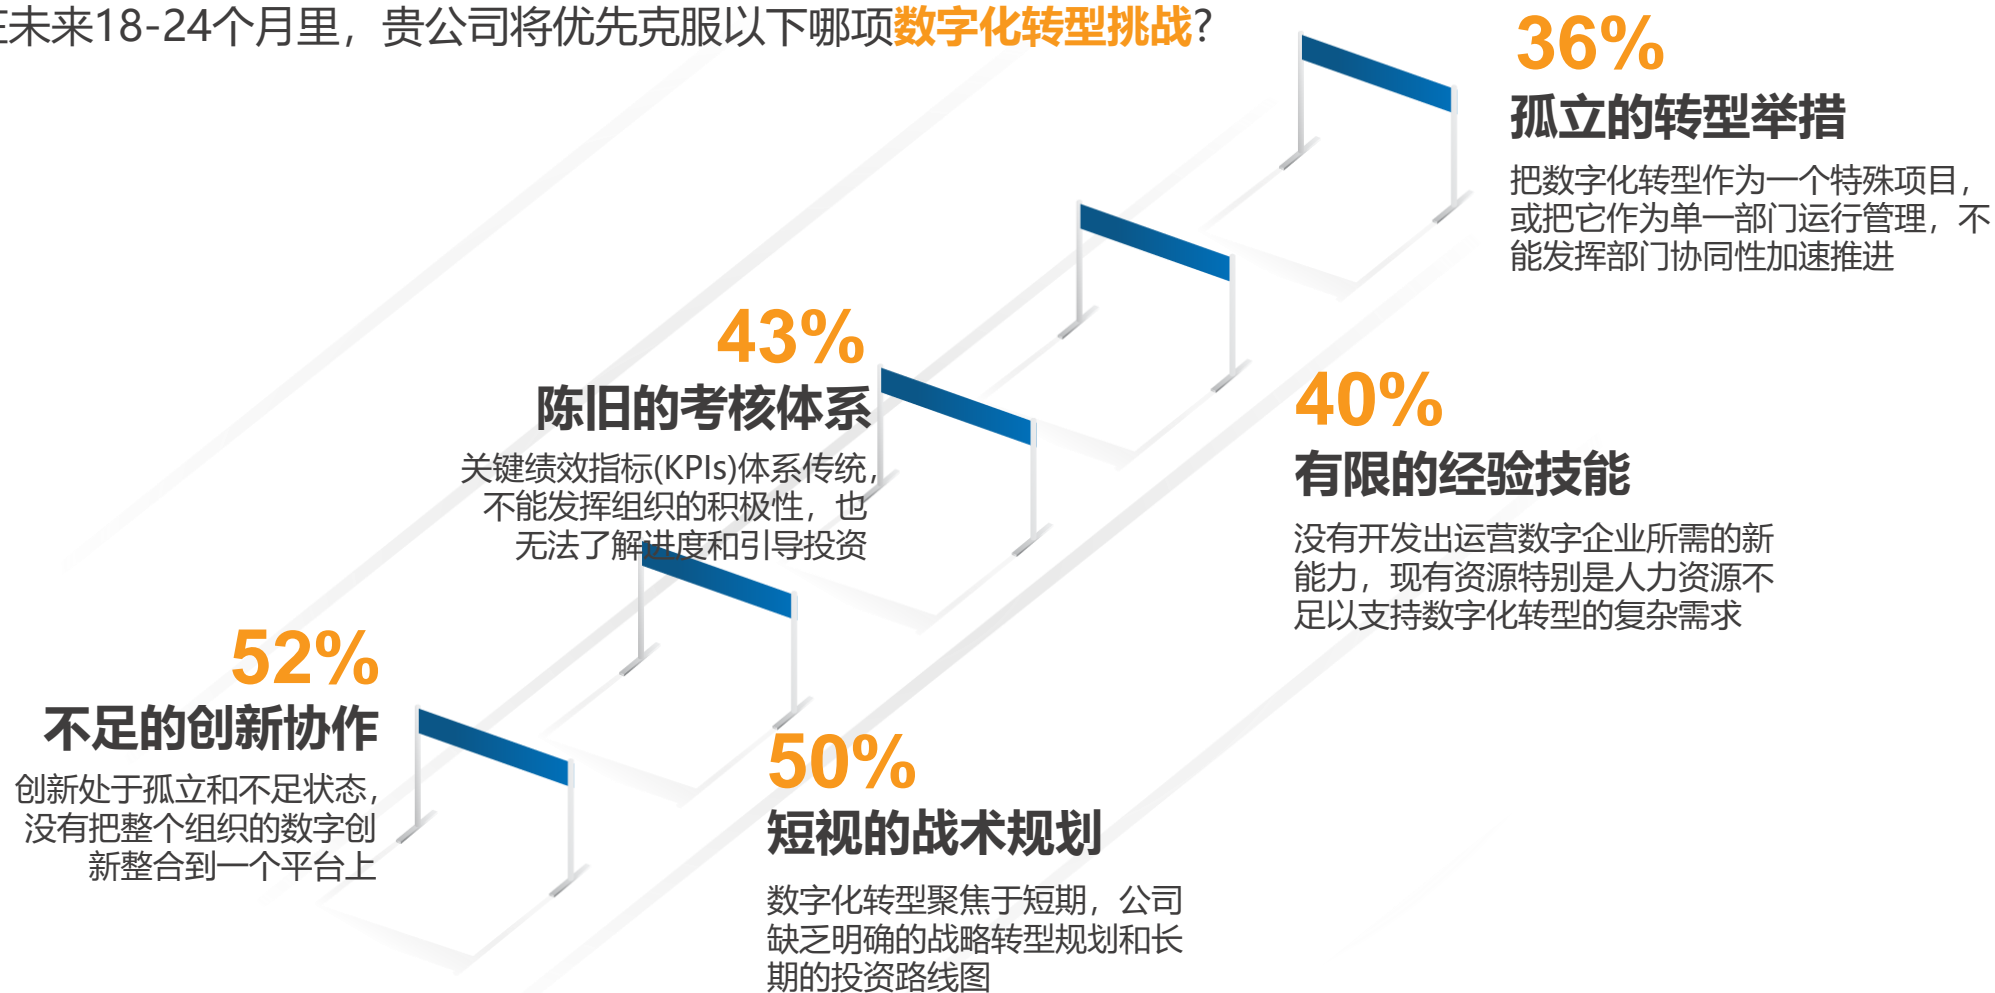 在未来18-24个月里，贵公司将优先克服以下哪项数字化转型挑战？
36%
孤立的转型举措
把数字化转型作为一个特殊项目，
或把它作为单一部门运行管理，不
能发挥部门协同性加速推进
43%
陈旧的考核体系
关键绩效指标(KPIs)体系传统，
不能发挥组织的积极性，也
无法了解进度和引导投资
40%
有限的经验技能
没有开发出运营数字企业所需的新
能力，现有资源特别是人力资源不
足以支持数字化转型的复杂需求
52%
不足的创新协作
创新处于孤立和不足状态，
没有把整个组织的数字创
新整合到一个平台上
50%
短视的战术规划
数字化转型聚焦于短期，公司
缺乏明确的战略转型规划和长
期的投资路线图